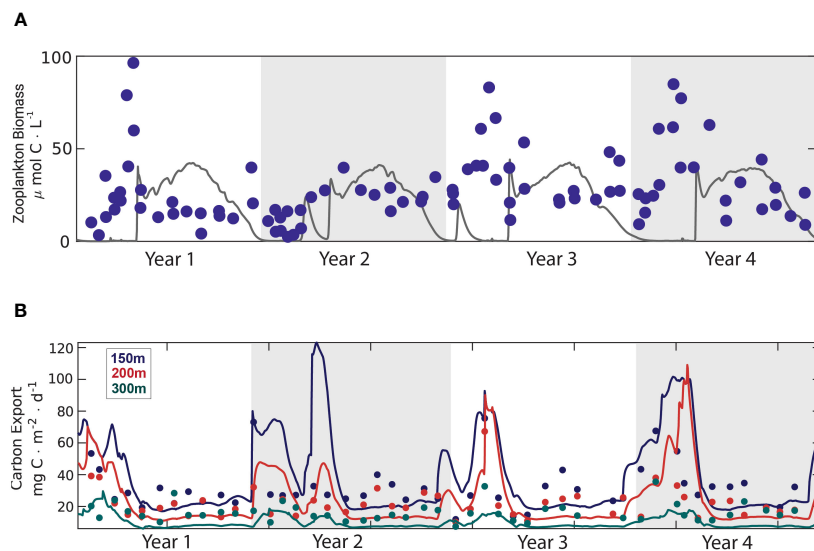 A
Zooplankton Biomass
μ mol C · L⁻¹
100
50
0
Year 1
Year 2
Year 3
Year 4
B
Carbon Export
mg C · m⁻² · d⁻¹
120
100
80
60
40
20
150m
200m
300m
Year 1
Year 2
Year 3
Year 4